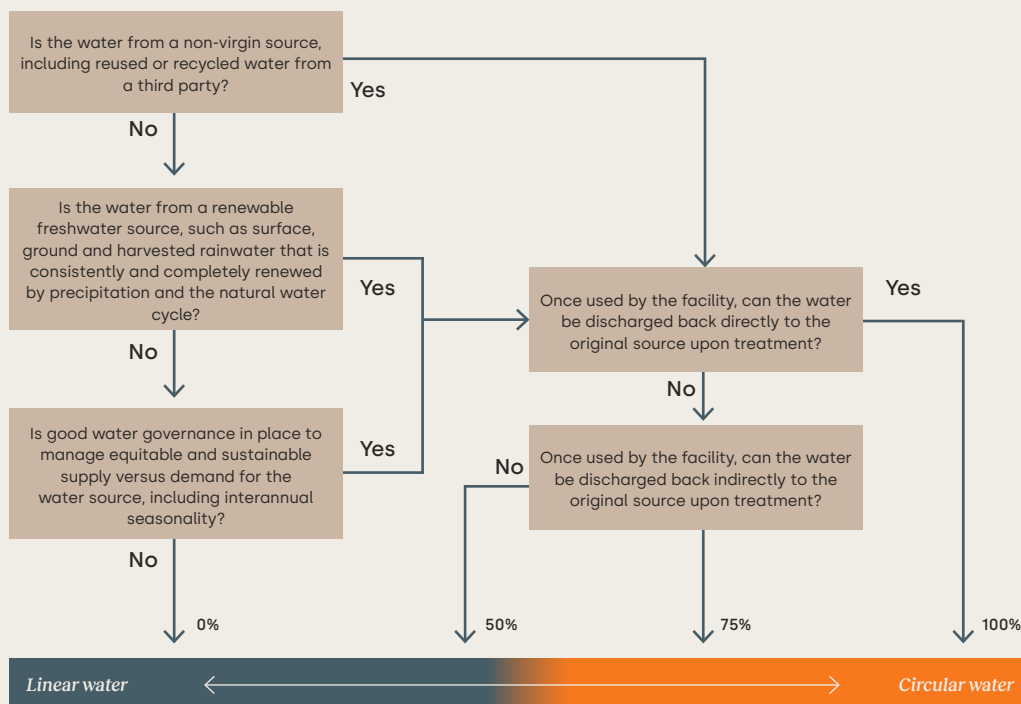 Is the water from a non-virgin source,
including reused or recycled water from
a third party?
Yes
No
Is the water from a renewable
freshwater source, such as surface,
ground and harvested rainwater that is
consistently and completely renewed
by precipitation and the natural water
cycle?
Yes
No
Is good water governance in place to
manage equitable and sustainable
supply versus demand for the
water source, including interannual
seasonality?
Yes
No
Once used by the facility, can the water
be discharged back directly to the
original source upon treatment?
Yes
No
Once used by the facility, can the water
be discharged back indirectly to the
original source upon treatment?
No
0%
50%
75%
100%
Linear water
Circular water